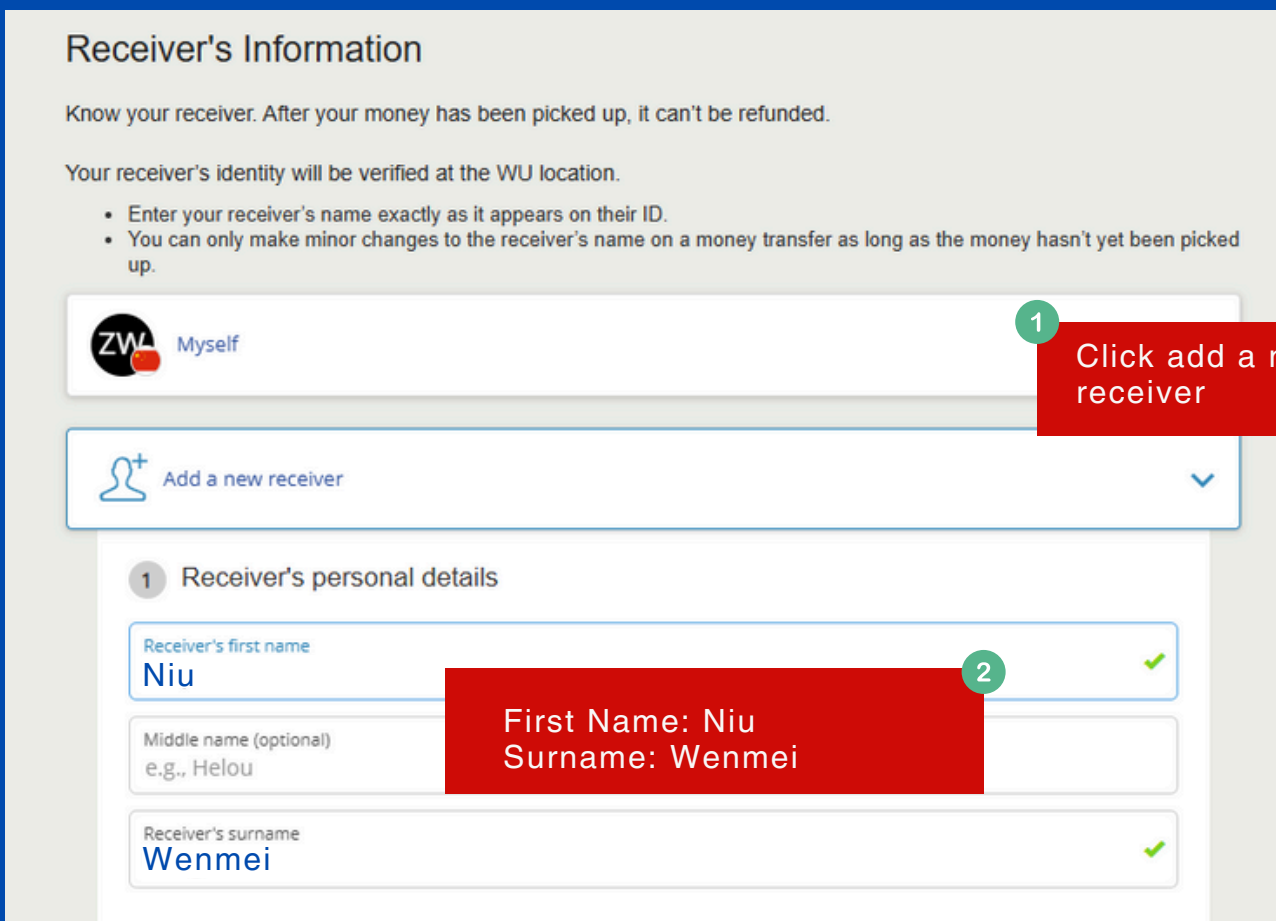 Receiver's Information
Know your receiver. After your money has been picked up, it can't be refunded.
Your receiver's identity will be verified at the WU location.
• Enter your receiver's name exactly as it appears on their ID.
• You can only make minor changes to the receiver's name on a money transfer as long as the money hasn't yet been picked
up.
ZW
Myself
1
Click add a
receiver
Add a new receiver
1 Receiver's personal details
Receiver's first name
Niu
2
First Name: Niu
Surname: Wenmei
Middle name (optional)
e.g., Helou
Receiver's surname
Wenmei